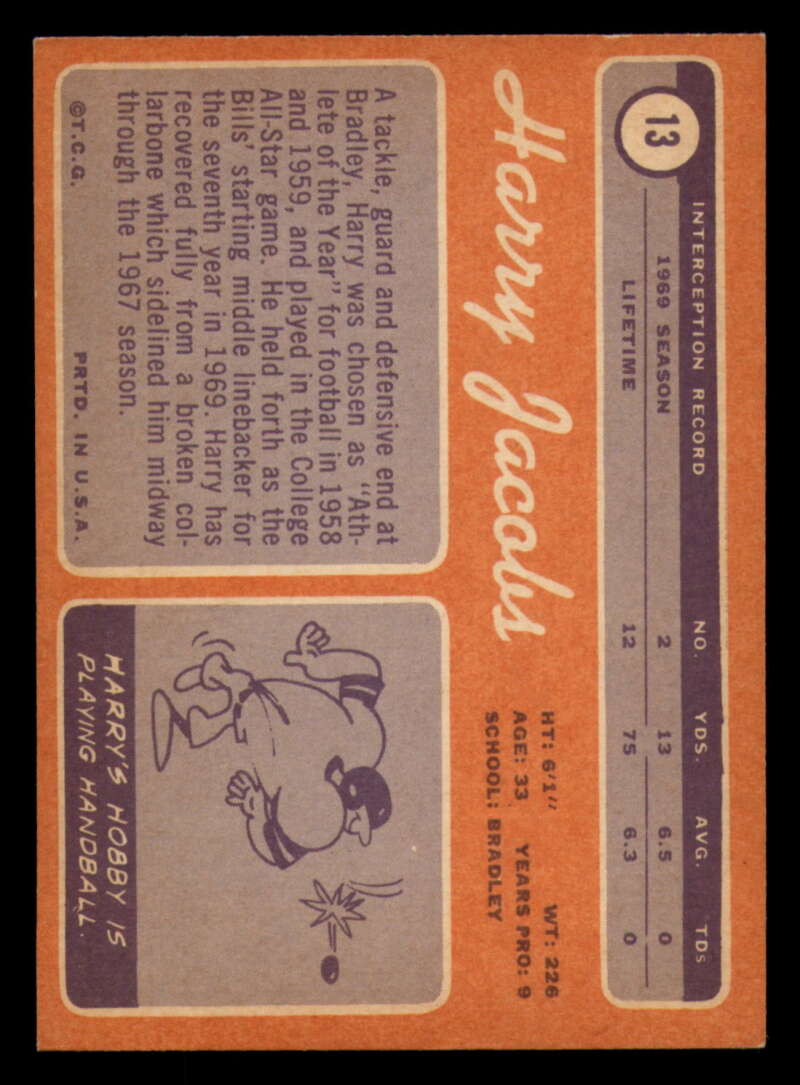 13
INTERCEPTION RECORD NO. YDS. AVG. TDS
1969 SEASON 2 13 6.5 0
LIFETIME 12 75 6.3 0
Harry Jacobs
HT: 6'1" WT: 226
AGE: 33 YEARS PRO: 9
SCHOOL: BRADLEY
A tackle, guard and defensive end at
Bradley, Harry was chosen as "Ath-
lete of the Year" for football in 1958
and 1959, and played in the College
All-Star game. He held forth as the
Bills' starting middle linebacker for
the seventh year in 1969. Harry has
recovered fully from a broken col-
larbone which sidelined him midway
through the 1967 season.
©T.C.G. PRTD. IN U.S.A.
HARRY'S HOBBY IS
PLAYING HANDBALL.